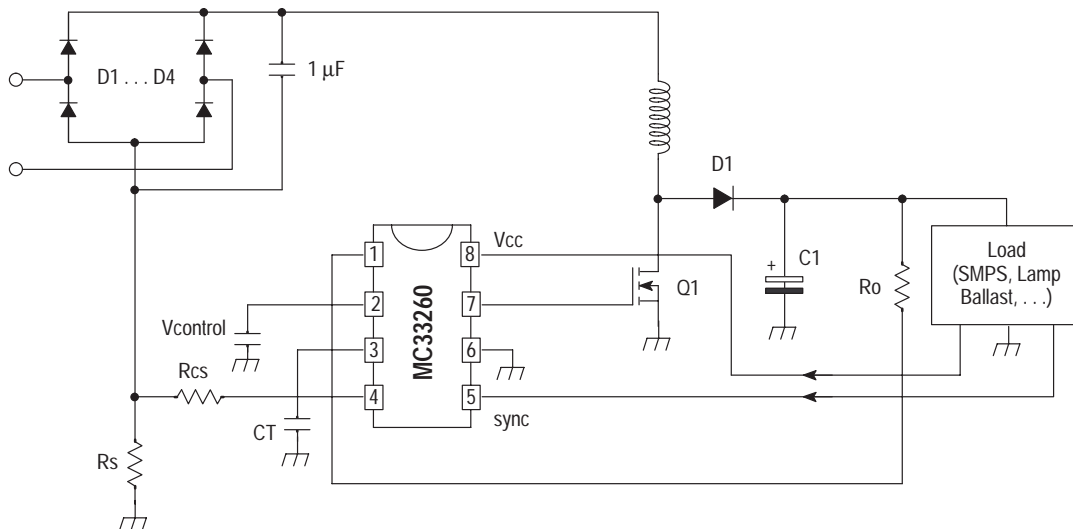 D1 . . . D4
1 μF
D1
Vcc
C1
+
Load
(SMPS, Lamp
Ballast, . . .)
1
8
Ro
Q1
2
7
Vcontrol
MC33260
3
6
Rcs
4
5
sync
CT
Rs